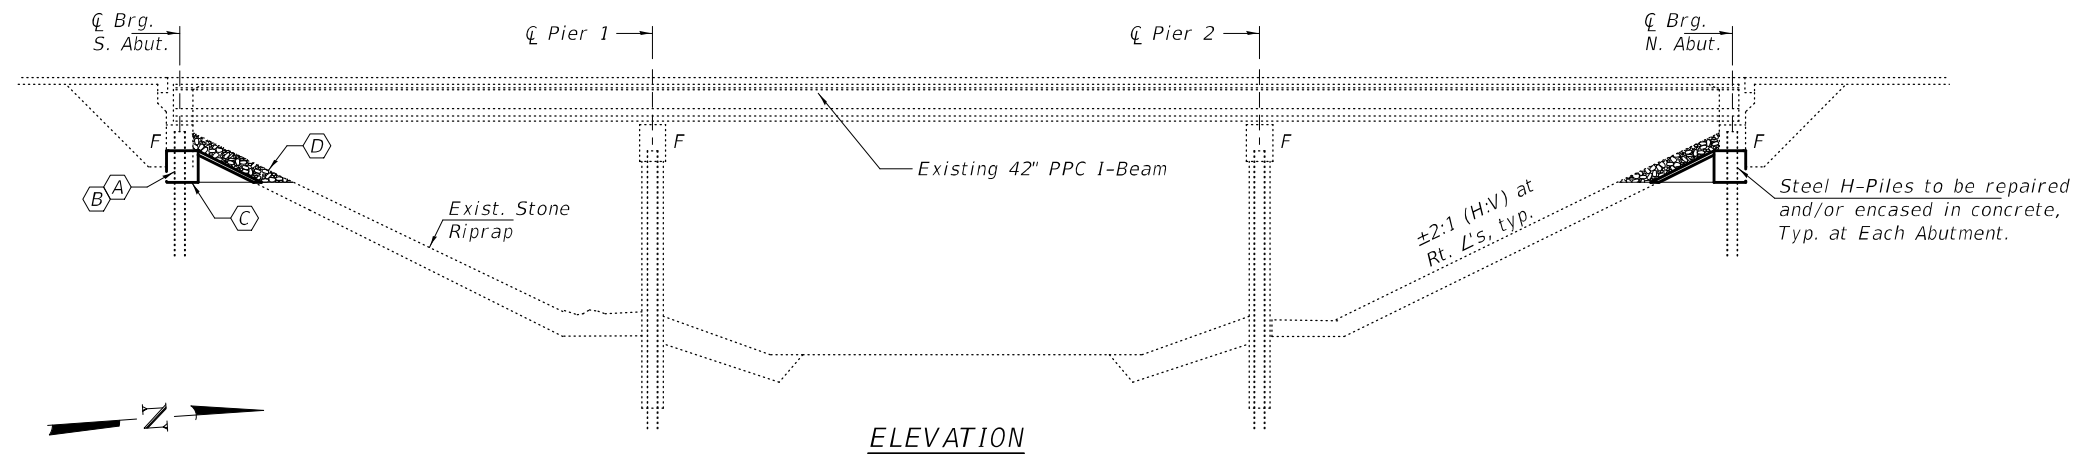 ℄ Brg.
S. Abut.
℄ Pier 1
℄ Pier 2
℄ Brg.
N. Abut.
F
F
F
F
D
A
B
C
Existing 42" PPC I-Beam
Exist. Stone
Riprap
±2:1 (H:V) at
Rt. ∠'s, typ.
Steel H-Piles to be repaired
and/or encased in concrete,
Typ. at Each Abutment.
N
ELEVATION